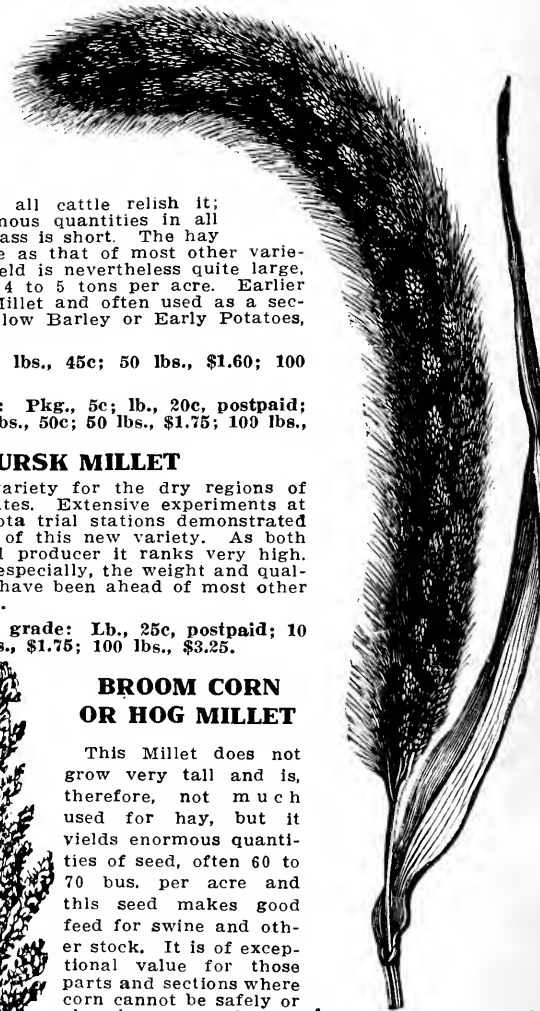 all cattle relish it;
nous quantities in all
ass is short. The hay
e as that of most other varie-
eld is nevertheless quite large,
4 to 5 tons per acre. Earlier
Millet and often used as a sec-
low Barley or Early Potatoes,
lbs., 45c; 50 lbs., $1.60; 100
: Pkg., 5c; lb., 20c, postpaid;
bs., 50c; 50 lbs., $1.75; 100 lbs.,
URSK MILLET
ariety for the dry regions of
tes. Extensive experiments at
ota trial stations demonstrated
of this new variety. As both
l producer it ranks very high.
especially, the weight and qual-
have been ahead of most other
.
grade: Lb., 25c, postpaid; 10
s., $1.75; 100 lbs., $3.25.
BROOM CORN
OR HOG MILLET
This Millet does not
grow very tall and is,
therefore, not much
used for hay, but it
yields enormous quanti-
ties of seed, often 60 to
70 bus. per acre and
this seed makes good
feed for swine and oth-
er stock. It is of excep-
tional value for those
parts and sections where
corn cannot be safely or